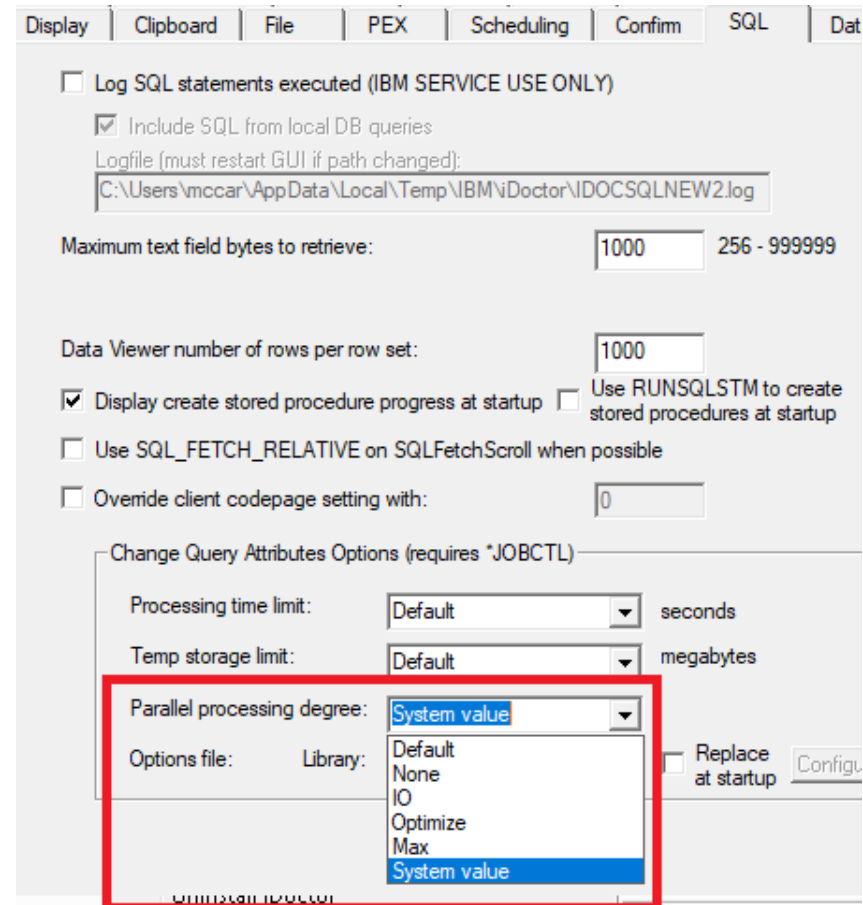 Display Clipboard File PEX Scheduling Confirm SQL Dat
Log SQL statements executed (IBM SERVICE USE ONLY)
Include SQL from local DB queries
Logfile (must restart GUI if path changed):
C:\Users\mccar\AppData\Local\Temp\IBM\iDoctor\IDOCSQLNEW2.log
Maximum text field bytes to retrieve: 1000 256 - 999999
Data Viewer number of rows per row set: 1000
Display create stored procedure progress at startup
Use RUNSQLSTM to create
stored procedures at startup
Use SQL_FETCH_RELATIVE on SQLFetchScroll when possible
Override client codepage setting with: 0
Change Query Attributes Options (requires *JOBCTL)
Processing time limit: Default seconds
Temp storage limit: Default megabytes
Parallel processing degree: System value
Options file: Library:
Default
None
IO
Optimize
Max
System value
Replace
at startup
Configu
Uninstall iDoctor